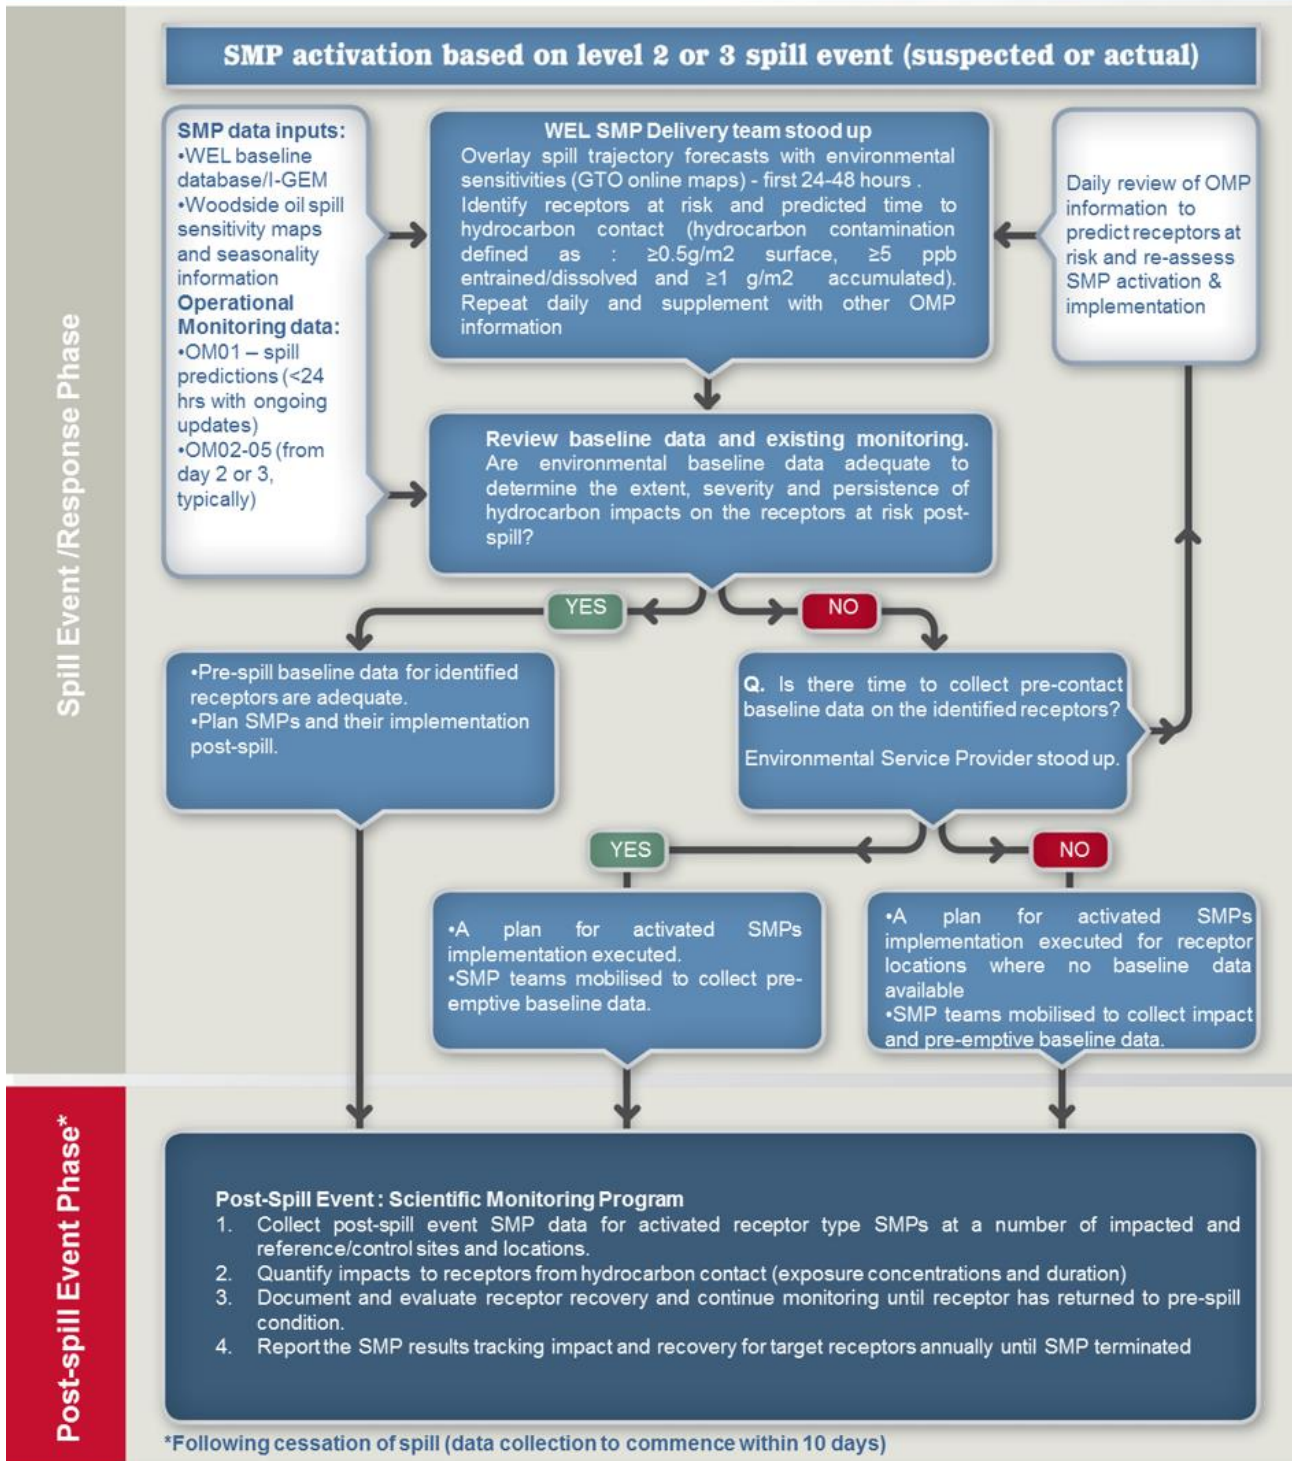 SMP activation based on level 2 or 3 spill event (suspected or actual)
Spill Event /Response Phase
SMP data inputs:
•WEL baseline
database/I-GEM
•Woodside oil spill
sensitivity maps
and seasonality
information
Operational
Monitoring data:
•OM01 – spill
predictions (<24
hrs with ongoing
updates)
•OM02-05 (from
day 2 or 3,
typically)
WEL SMP Delivery team stood up
Overlay spill trajectory forecasts with environmental
sensitivities (GTO online maps) - first 24-48 hours .
Identify receptors at risk and predicted time to
hydrocarbon contact (hydrocarbon contamination
defined as : ≥0.5g/m2 surface, ≥5 ppb
entrained/dissolved and ≥1 g/m2 accumulated).
Repeat daily and supplement with other OMP
information
Daily review of OMP
information to
predict receptors at
risk and re-assess
SMP activation &
implementation
Review baseline data and existing monitoring.
Are environmental baseline data adequate to
determine the extent, severity and persistence of
hydrocarbon impacts on the receptors at risk post-
spill?
YES
NO
•Pre-spill baseline data for identified
receptors are adequate.
•Plan SMPs and their implementation
post-spill.
Q. Is there time to collect pre-contact
baseline data on the identified receptors?
Environmental Service Provider stood up.
YES
NO
•A plan for activated SMPs
implementation executed.
•SMP teams mobilised to collect pre-
emptive baseline data.
•A plan for activated SMPs
implementation executed for receptor
locations where no baseline data
available
•SMP teams mobilised to collect impact
and pre-emptive baseline data.
Post-spill Event Phase*
Post-Spill Event : Scientific Monitoring Program
1. Collect post-spill event SMP data for activated receptor type SMPs at a number of impacted and
reference/control sites and locations.
2. Quantify impacts to receptors from hydrocarbon contact (exposure concentrations and duration)
3. Document and evaluate receptor recovery and continue monitoring until receptor has returned to pre-spill
condition.
4. Report the SMP results tracking impact and recovery for target receptors annually until SMP terminated
*Following cessation of spill (data collection to commence within 10 days)